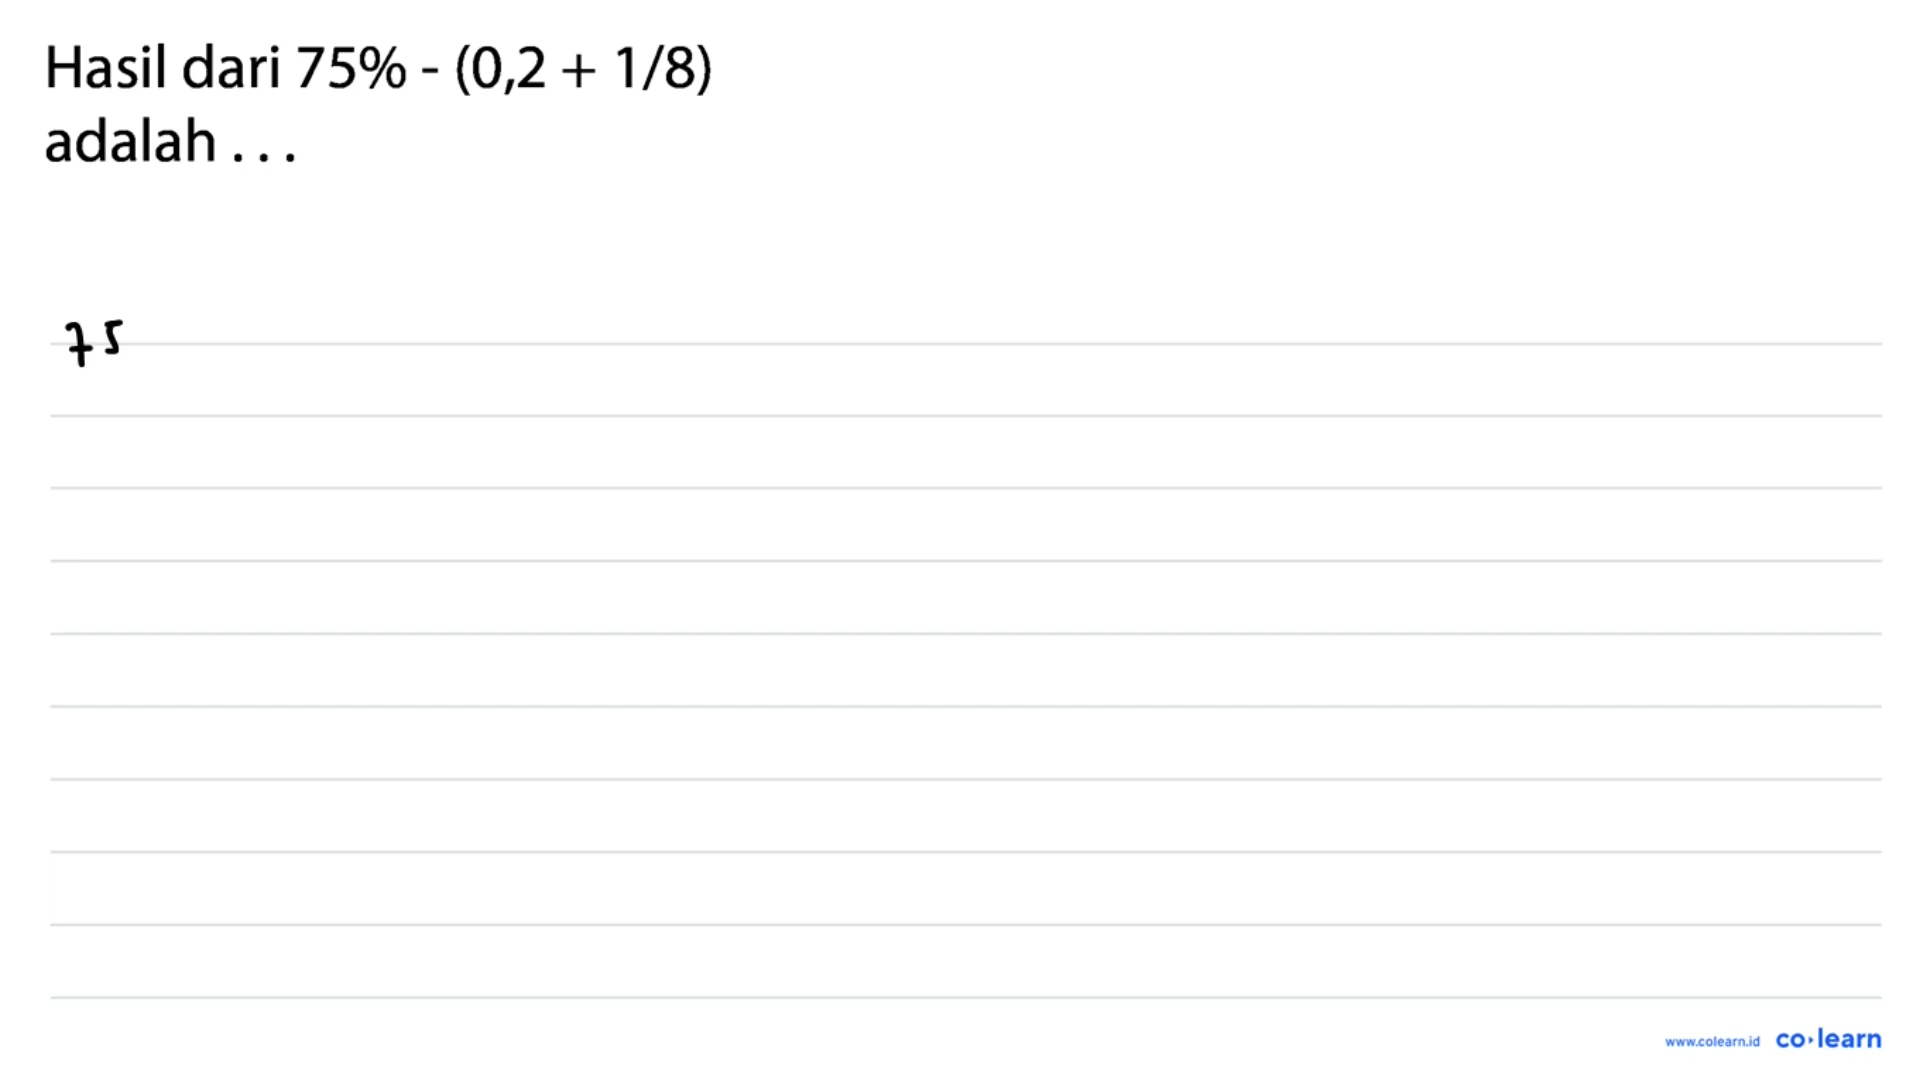 Hasil dari 75% - (0,2 + 1/8)
adalah . . .
75
www.colearn.id co·learn